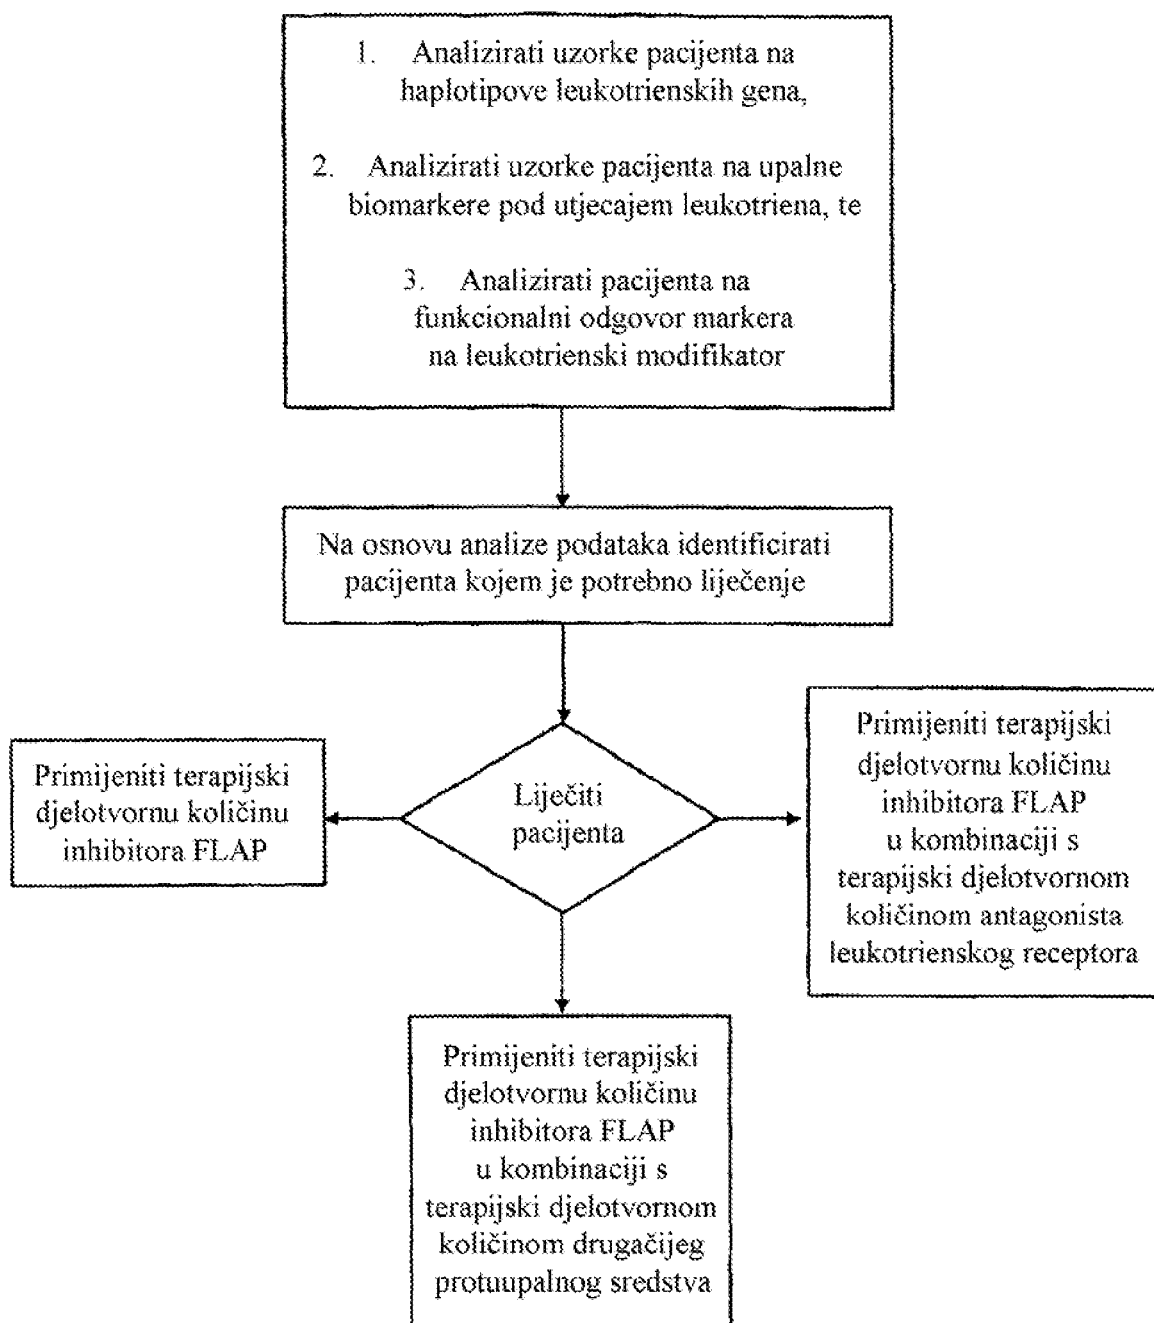 1. Analizirati uzorke pacijenta na
haplotipove leukotrienskih gena,
2. Analizirati uzorke pacijenta na upalne
biomarkere pod utjecajem leukotriena, te
3. Analizirati pacijenta na
funkcionalni odgovor markera
na leukotrienski modifikator
Na osnovu analize podataka identificirati
pacijenta kojem je potrebno liječenje
Liječiti
pacijenta
Primijeniti terapijski
djelotvornu količinu
inhibitora FLAP
Primijeniti terapijski
djelotvornu količinu
inhibitora FLAP
u kombinaciji s
terapijski djelotvornom
količinom antagonista
leukotrienskog receptora
Primijeniti terapijski
djelotvornu količinu
inhibitora FLAP
u kombinaciji s
terapijski djelotvornom
količinom drugačijeg
protuupalnog sredstva